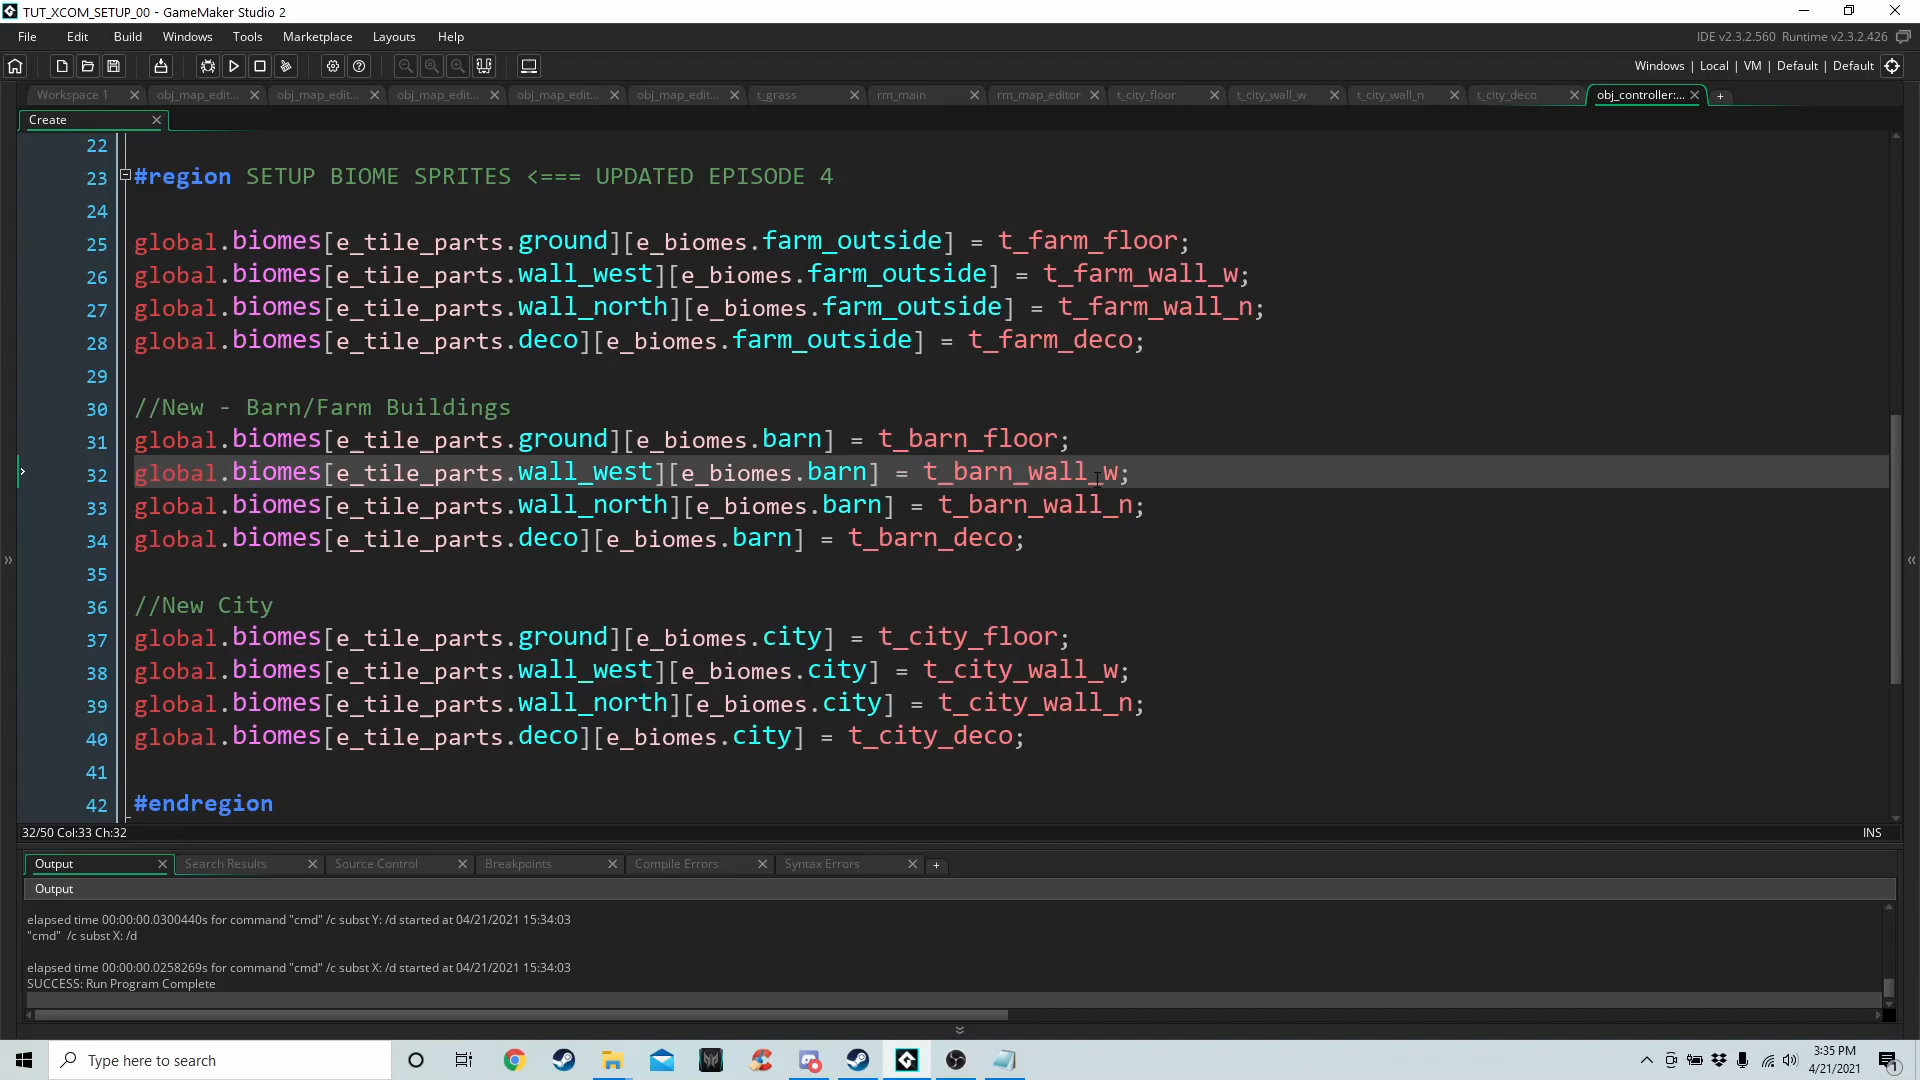 TUT_XCOM_SETUP_00 - GameMaker Studio 2
File Edit Build Windows Tools Marketplace Layouts Help
IDE v2.3.2.560 Runtime v2.3.2.426
Windows | Local | VM | Default | Default
Workspace 1 obj_map_edit... obj_map_edit... obj_map_edit... obj_map_edit... obj_map_edit... t_grass rm_main rm_map_editor t_city_floor t_city_wall_w t_city_wall_n t_city_deco obj_controller:...
Create
22
23 #region SETUP BIOME SPRITES <=== UPDATED EPISODE 4
24
25 global.biomes[e_tile_parts.ground][e_biomes.farm_outside] = t_farm_floor;
26 global.biomes[e_tile_parts.wall_west][e_biomes.farm_outside] = t_farm_wall_w;
27 global.biomes[e_tile_parts.wall_north][e_biomes.farm_outside] = t_farm_wall_n;
28 global.biomes[e_tile_parts.deco][e_biomes.farm_outside] = t_farm_deco;
29
30 //New - Barn/Farm Buildings
31 global.biomes[e_tile_parts.ground][e_biomes.barn] = t_barn_floor;
32 global.biomes[e_tile_parts.wall_west][e_biomes.barn] = t_barn_wall_w;
33 global.biomes[e_tile_parts.wall_north][e_biomes.barn] = t_barn_wall_n;
34 global.biomes[e_tile_parts.deco][e_biomes.barn] = t_barn_deco;
35
36 //New City
37 global.biomes[e_tile_parts.ground][e_biomes.city] = t_city_floor;
38 global.biomes[e_tile_parts.wall_west][e_biomes.city] = t_city_wall_w;
39 global.biomes[e_tile_parts.wall_north][e_biomes.city] = t_city_wall_n;
40 global.biomes[e_tile_parts.deco][e_biomes.city] = t_city_deco;
41
42 #endregion
32/50 Col:33 Ch:32 INS
Output Search Results Source Control Breakpoints Compile Errors Syntax Errors
Output
elapsed time 00:00:00.0300440s for command "cmd" /c subst Y: /d started at 04/21/2021 15:34:03
"cmd" /c subst X: /d
elapsed time 00:00:00.0258269s for command "cmd" /c subst X: /d started at 04/21/2021 15:34:03
SUCCESS: Run Program Complete
Type here to search
3:35 PM
4/21/2021
1